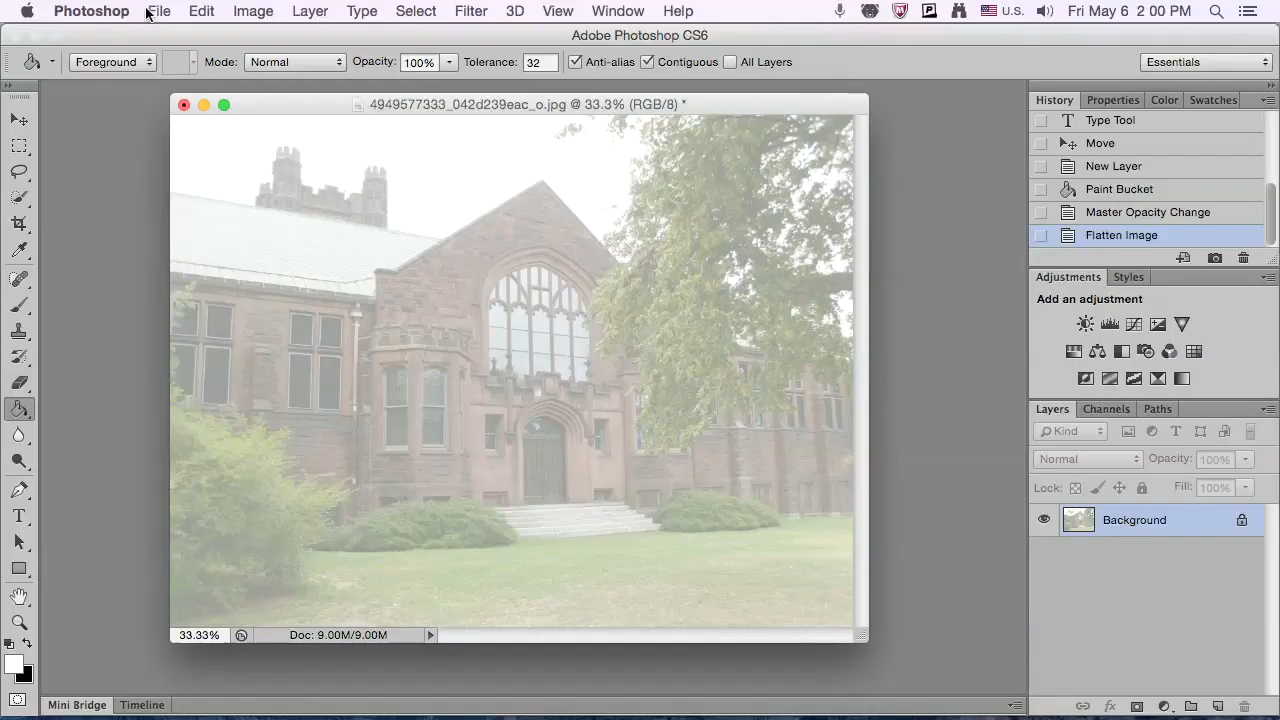 Photoshop File Edit Image Layer Type Select Filter 3D View Window Help U.S. Fri May 6 2:00 PM
Adobe Photoshop CS6
Foreground Mode: Normal Opacity: 100% Tolerance: 32 Anti-alias Contiguous All Layers Essentials
4949577333_042d239eac_o.jpg @ 33.3% (RGB/8) *
History Properties Color Swatches
Type Tool
Move
New Layer
Paint Bucket
Master Opacity Change
Flatten Image
Adjustments Styles
Add an adjustment
Layers Channels Paths
Kind
Normal Opacity: 100%
Lock: Fill: 100%
Background
33.33% Doc: 9.00M/9.00M
Mini Bridge Timeline